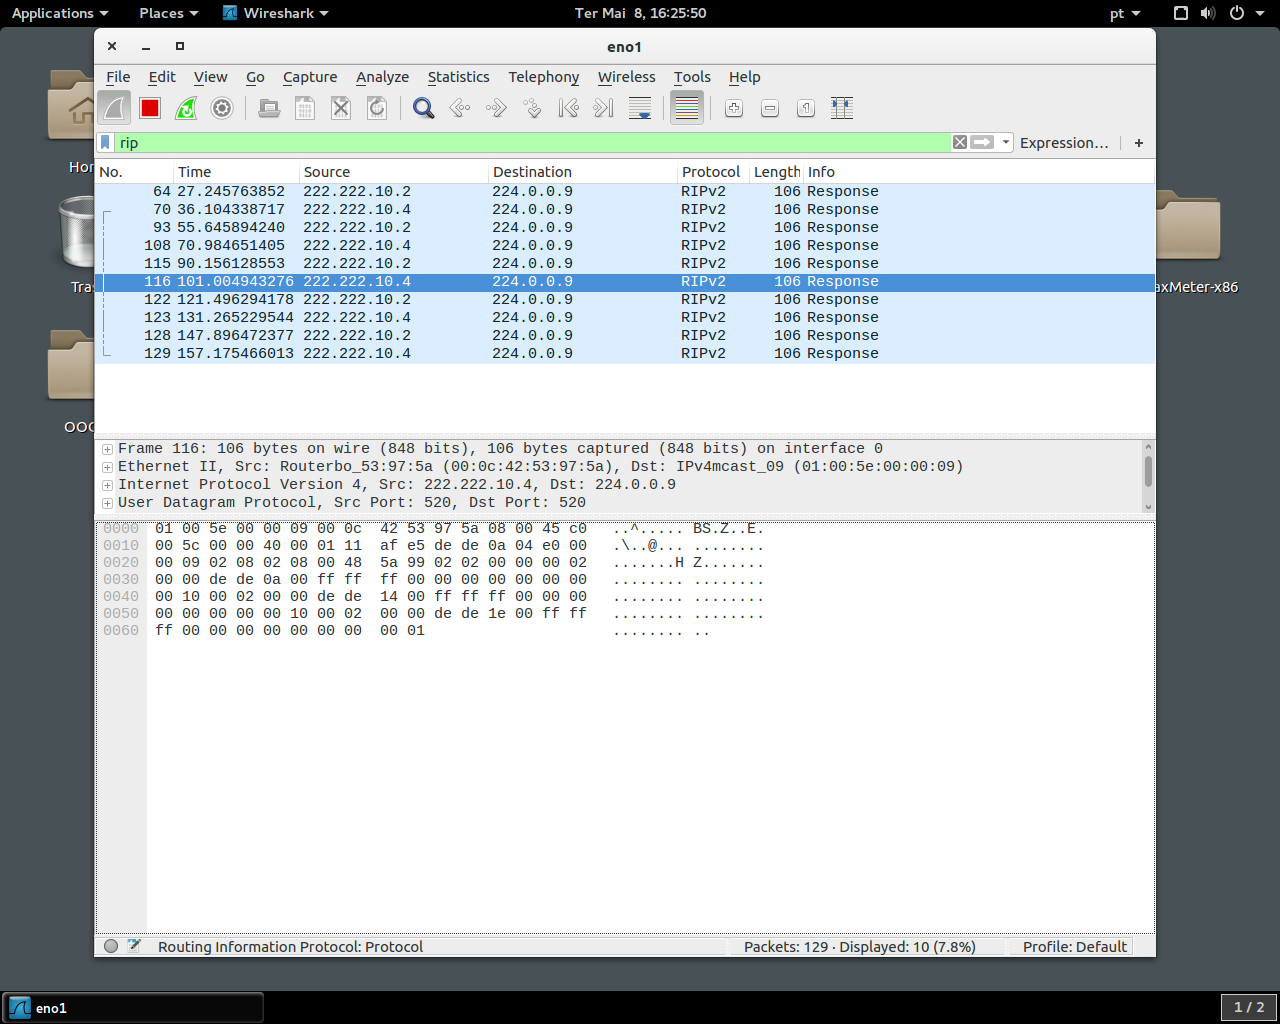 Applications Places Wireshark Ter Mai 8, 16:25:50 pt
eno1
File Edit View Go Capture Analyze Statistics Telephony Wireless Tools Help
rip Expression… +
No. Time Source Destination Protocol Length Info
64 27.245763852 222.222.10.2 224.0.0.9 RIPv2 106 Response
70 36.104338717 222.222.10.4 224.0.0.9 RIPv2 106 Response
93 55.645894240 222.222.10.2 224.0.0.9 RIPv2 106 Response
108 70.984651405 222.222.10.4 224.0.0.9 RIPv2 106 Response
115 90.156128553 222.222.10.2 224.0.0.9 RIPv2 106 Response
116 101.004943276 222.222.10.4 224.0.0.9 RIPv2 106 Response
122 121.496294178 222.222.10.2 224.0.0.9 RIPv2 106 Response
123 131.265229544 222.222.10.4 224.0.0.9 RIPv2 106 Response
128 147.896472377 222.222.10.2 224.0.0.9 RIPv2 106 Response
129 157.175466013 222.222.10.4 224.0.0.9 RIPv2 106 Response
Hor
Tra
OOO
axMeter-x86
Frame 116: 106 bytes on wire (848 bits), 106 bytes captured (848 bits) on interface 0
Ethernet II, Src: Routerbo_53:97:5a (00:0c:42:53:97:5a), Dst: IPv4mcast_09 (01:00:5e:00:00:09)
Internet Protocol Version 4, Src: 222.222.10.4, Dst: 224.0.0.9
User Datagram Protocol, Src Port: 520, Dst Port: 520
0000 01 00 5e 00 00 09 00 0c 42 53 97 5a 08 00 45 c0 ..^..... BS.Z..E.
0010 00 5c 00 00 40 00 01 11 af e5 de de 0a 04 e0 00 .\..@... ........
0020 00 09 02 08 02 08 00 48 5a 99 02 02 00 00 00 02 .......H Z.......
0030 00 00 de de 0a 00 ff ff ff 00 00 00 00 00 00 00 ........ ........
0040 00 10 00 02 00 00 de de 14 00 ff ff ff 00 00 00 ........ ........
0050 00 00 00 00 00 10 00 02 00 00 de de 1e 00 ff ff ........ ........
0060 ff 00 00 00 00 00 00 00 00 01 ........ ..
Routing Information Protocol: Protocol Packets: 129 · Displayed: 10 (7.8%) Profile: Default
eno1 1 / 2